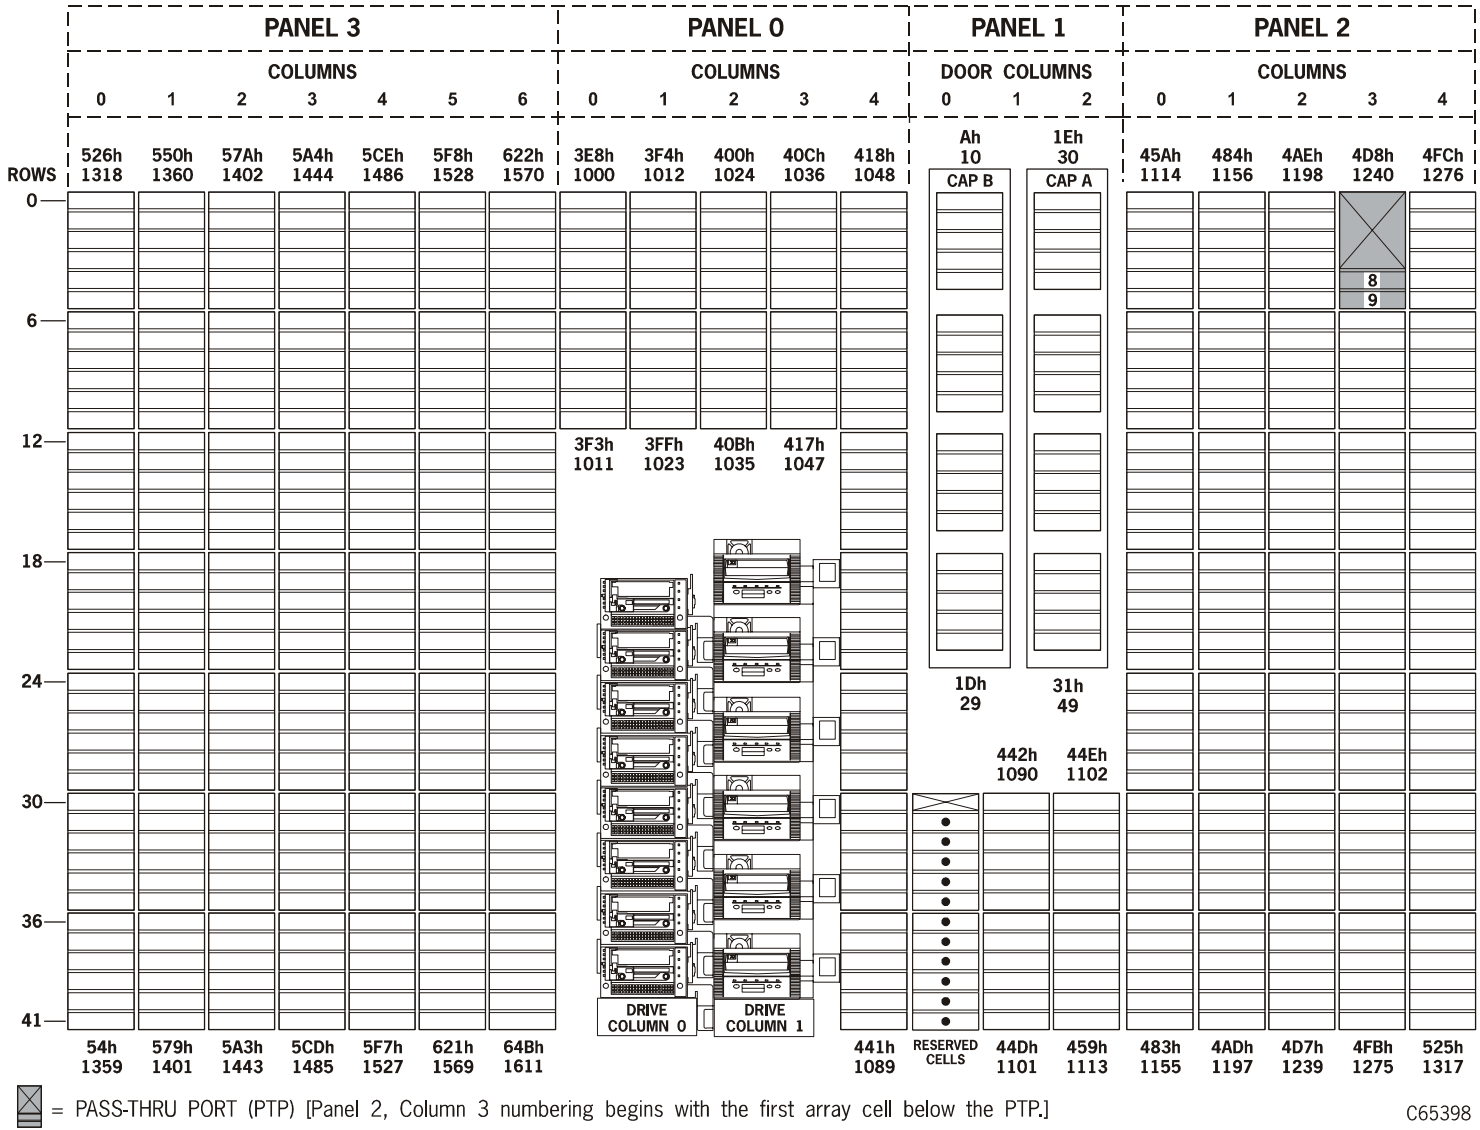 PANEL 3 PANEL 0 PANEL 1 PANEL 2
COLUMNS COLUMNS DOOR COLUMNS COLUMNS
0 1 2 3 4 5 6 0 1 2 3 4 0 1 2 0 1 2 3 4
Ah 1Eh
10 30
526h 550h 57Ah 5A4h 5CEh 5F8h 622h 3E8h 3F4h 400h 40Ch 418h 45Ah 484h 4AEh 4D8h 4FCh
ROWS 1318 1360 1402 1444 1486 1528 1570 1000 1012 1024 1036 1048 1114 1156 1198 1240 1276
CAP B CAP A
0
8
9
6
12
3F3h 3FFh 40Bh 417h
1011 1023 1035 1047
18
24
1Dh 31h
29 49
442h 44Eh
1090 1102
30
36
41
DRIVE COLUMN 0 DRIVE COLUMN 1
RESERVED CELLS
54h 579h 5A3h 5CDh 5F7h 621h 64Bh 441h 44Dh 459h 483h 4ADh 4D7h 4FBh 525h
1359 1401 1443 1485 1527 1569 1611 1089 1101 1113 1155 1197 1239 1275 1317
= PASS-THRU PORT (PTP) [Panel 2, Column 3 numbering begins with the first array cell below the PTP.]
C65398